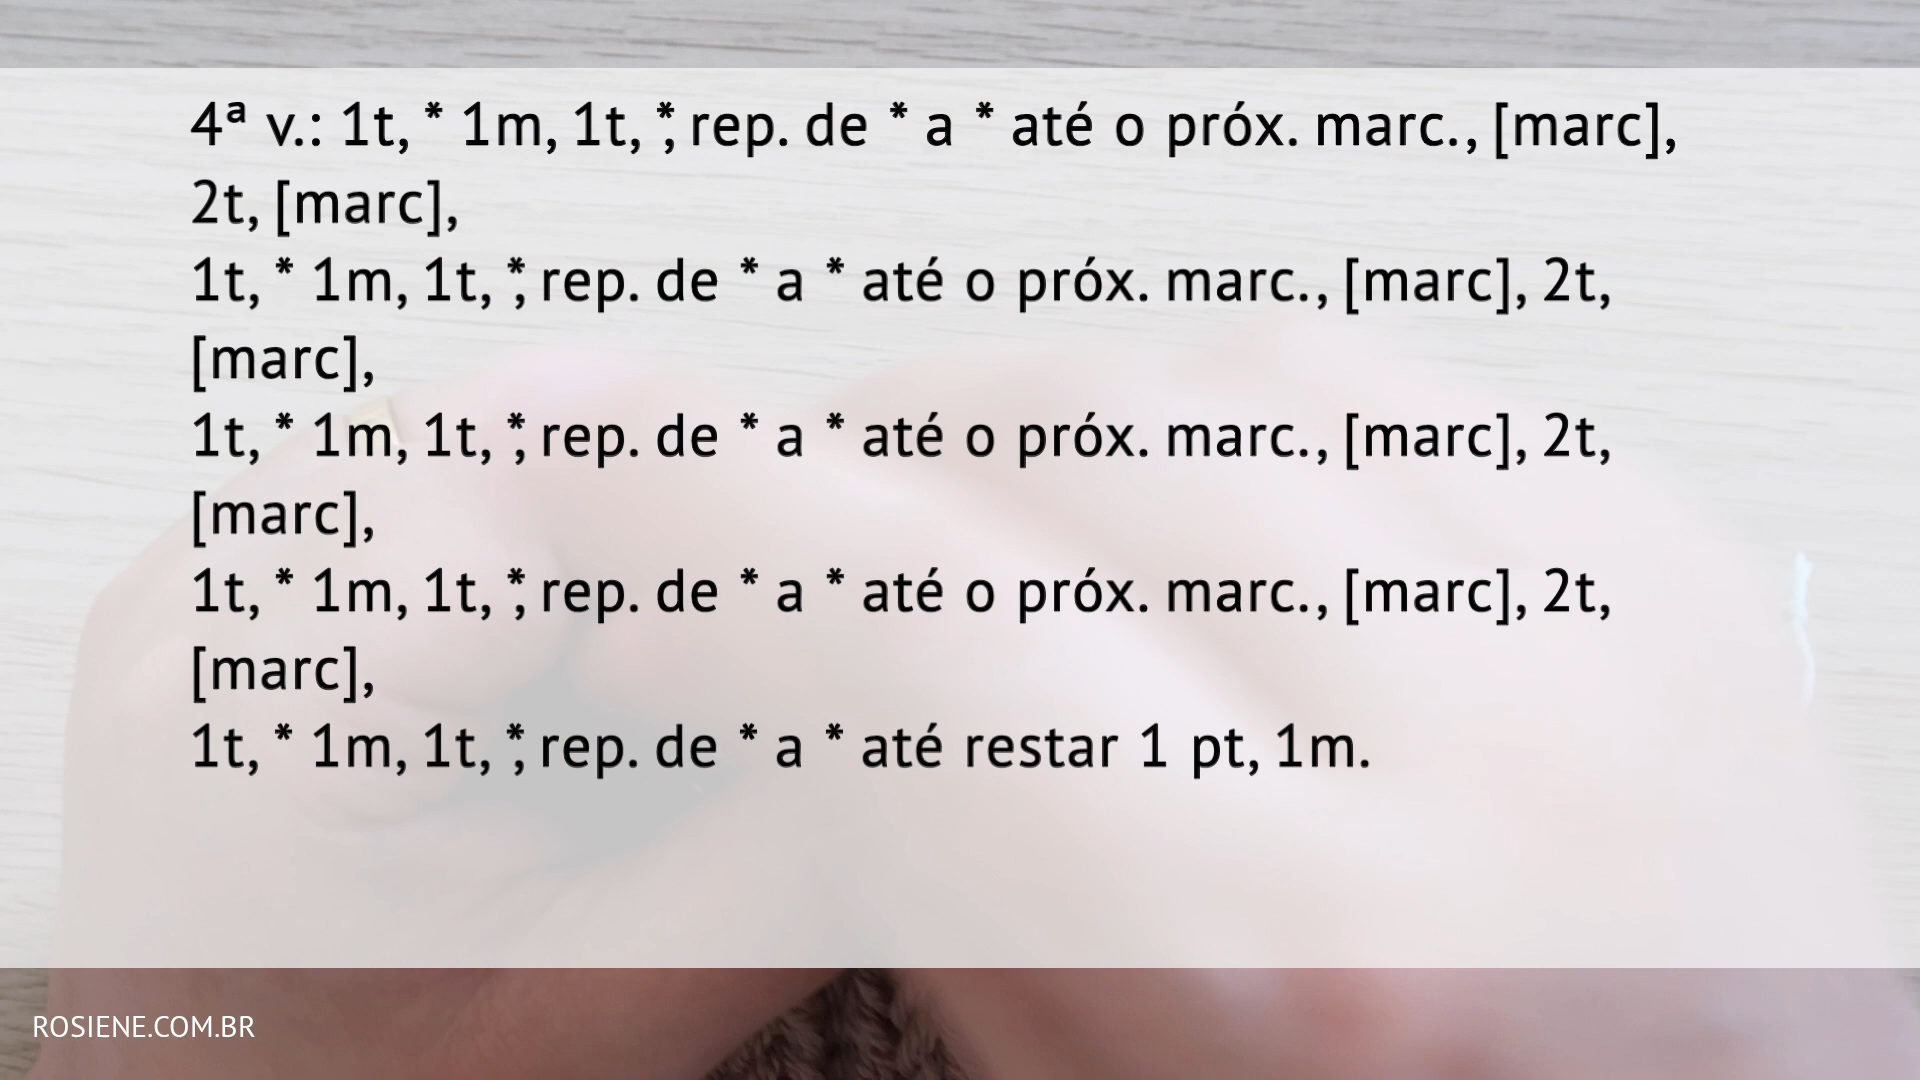 4ª v.: 1t, * 1m, 1t, *, rep. de * a * até o próx. marc., [marc],
2t, [marc],
1t, * 1m, 1t, *, rep. de * a * até o próx. marc., [marc], 2t,
[marc],
1t, * 1m, 1t, *, rep. de * a * até o próx. marc., [marc], 2t,
[marc],
1t, * 1m, 1t, *, rep. de * a * até o próx. marc., [marc], 2t,
[marc],
1t, * 1m, 1t, *, rep. de * a * até restar 1 pt, 1m.
ROSIENE.COM.BR